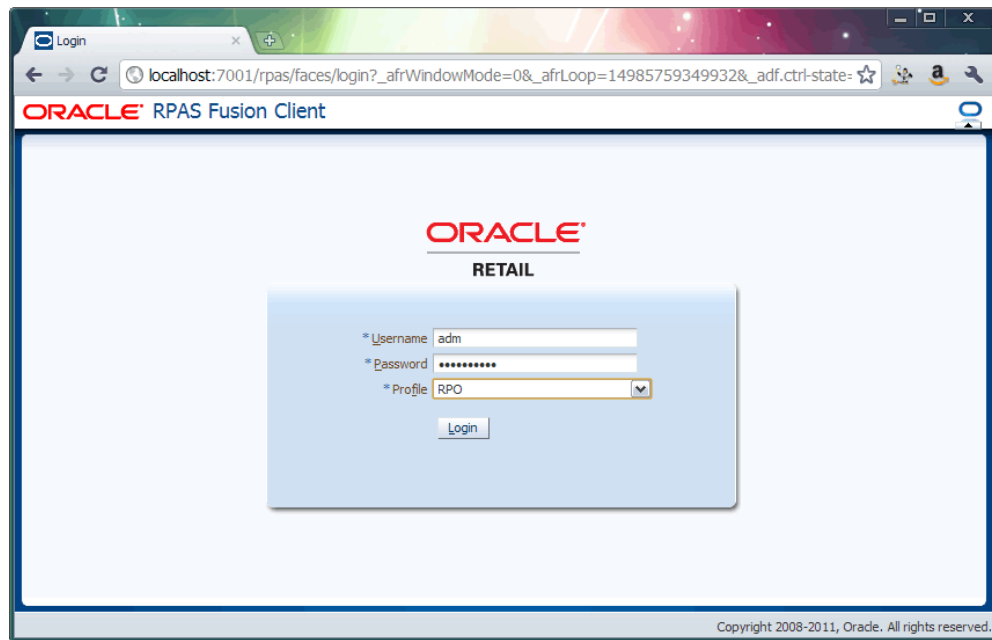 Login
localhost:7001/rpas/faces/login?_afrWindowMode=0&_afrLoop=14985759349932&_adf.ctrl-state=
ORACLE RPAS Fusion Client
ORACLE
RETAIL
* Username adm
* Password ••••••••••
* Profile RPO
Login
Copyright 2008-2011, Oracle. All rights reserved.